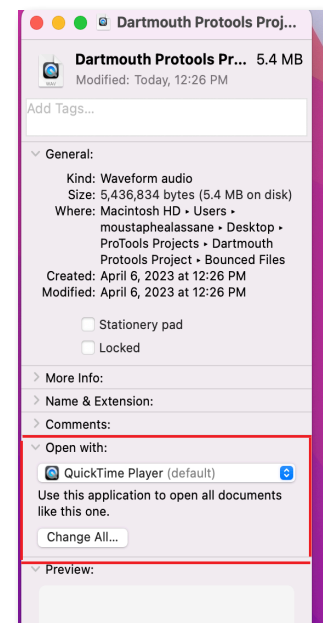 Dartmouth Protools Proj...
Dartmouth Protools Pr... 5.4 MB
Modified: Today, 12:26 PM
WAV
Add Tags...
General:
Kind: Waveform audio
Size: 5,436,834 bytes (5.4 MB on disk)
Where: Macintosh HD ▸ Users ▸
moustaphealassane ▸ Desktop ▸
ProTools Projects ▸ Dartmouth
Protools Project ▸ Bounced Files
Created: April 6, 2023 at 12:26 PM
Modified: April 6, 2023 at 12:26 PM
Stationery pad
Locked
More Info:
Name & Extension:
Comments:
Open with:
QuickTime Player (default)
Use this application to open all documents
like this one.
Change All...
Preview: